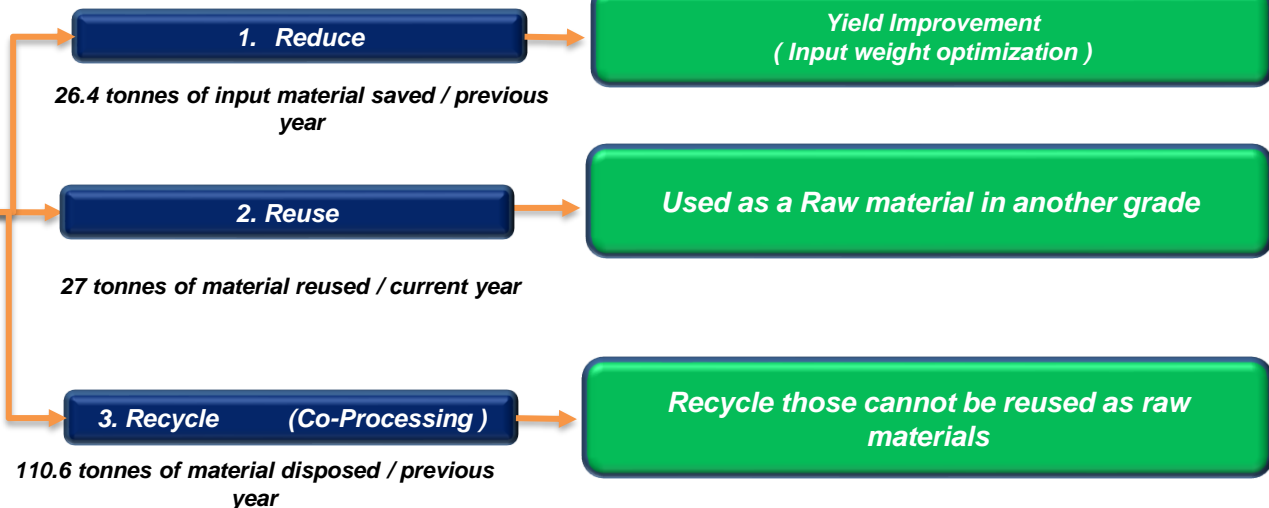 1. Reduce
Yield Improvement
( Input weight optimization )
26.4 tonnes of input material saved / previous
year
2. Reuse
Used as a Raw material in another grade
27 tonnes of material reused / current year
3. Recycle (Co-Processing )
Recycle those cannot be reused as raw
materials
110.6 tonnes of material disposed / previous
year